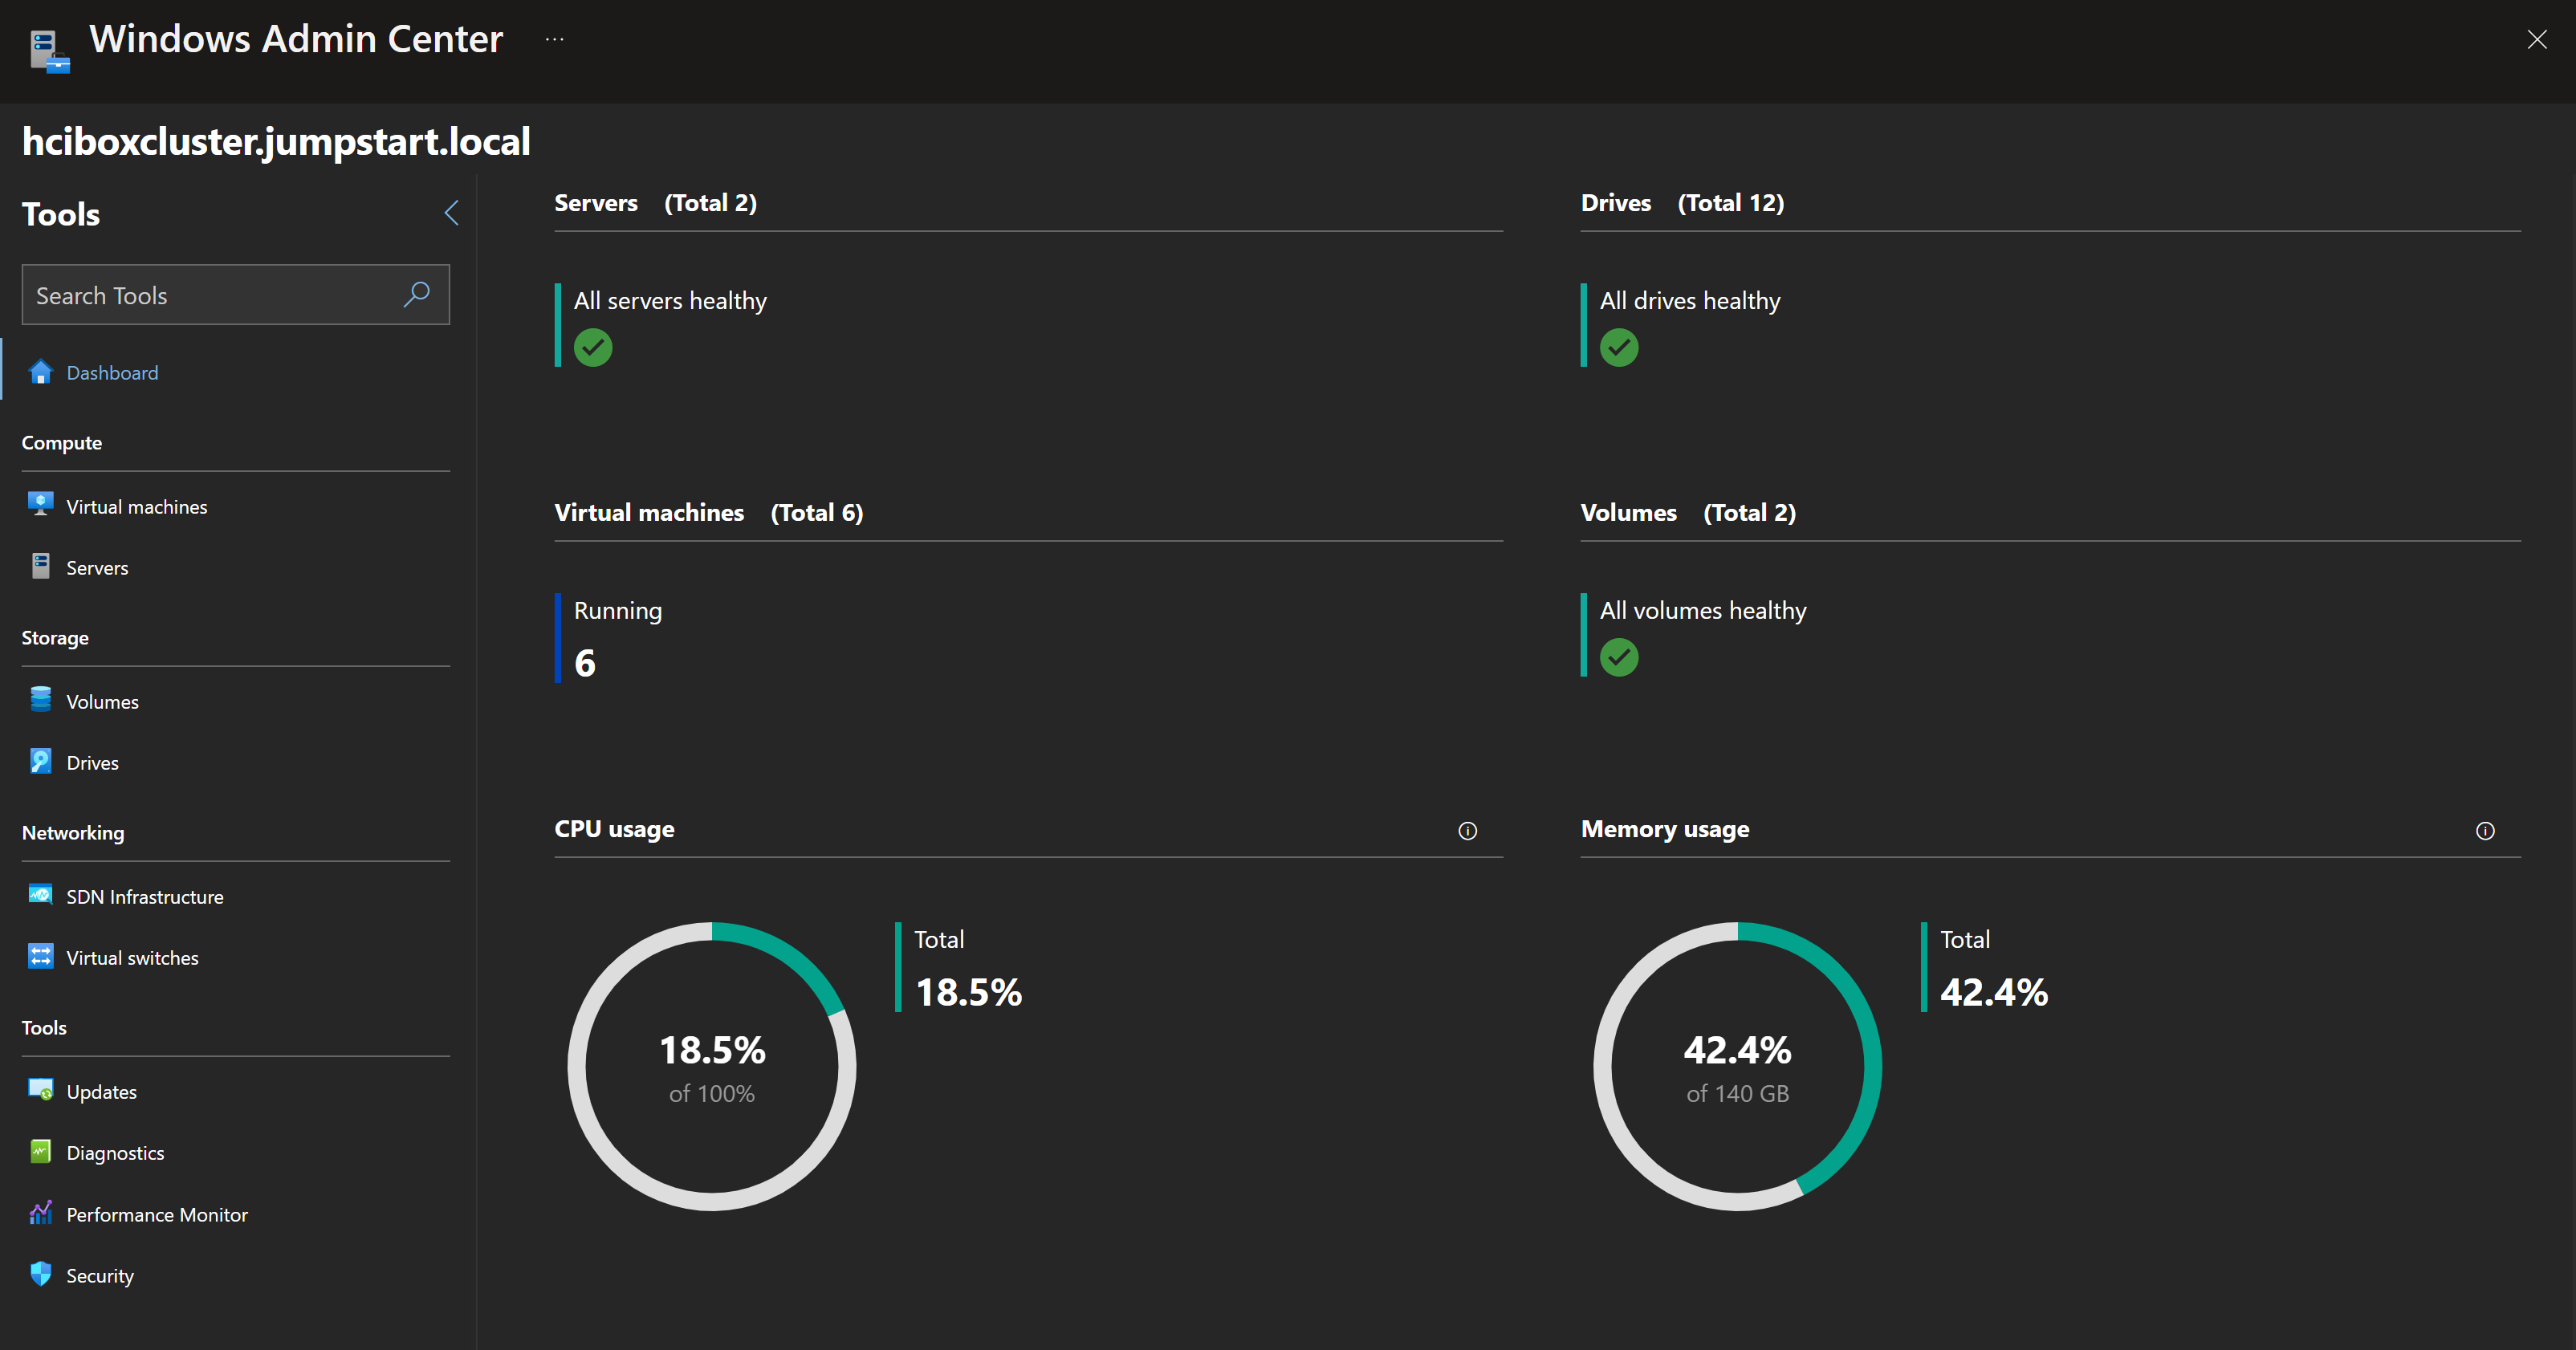 Windows Admin Center ...
hciboxcluster.jumpstart.local
Tools
Search Tools
Dashboard
Compute
Virtual machines
Servers
Storage
Volumes
Drives
Networking
SDN Infrastructure
Virtual switches
Tools
Updates
Diagnostics
Performance Monitor
Security
Servers (Total 2)
All servers healthy
Drives (Total 12)
All drives healthy
Virtual machines (Total 6)
Running
6
Volumes (Total 2)
All volumes healthy
CPU usage
18.5%
of 100%
Total
18.5%
Memory usage
42.4%
of 140 GB
Total
42.4%